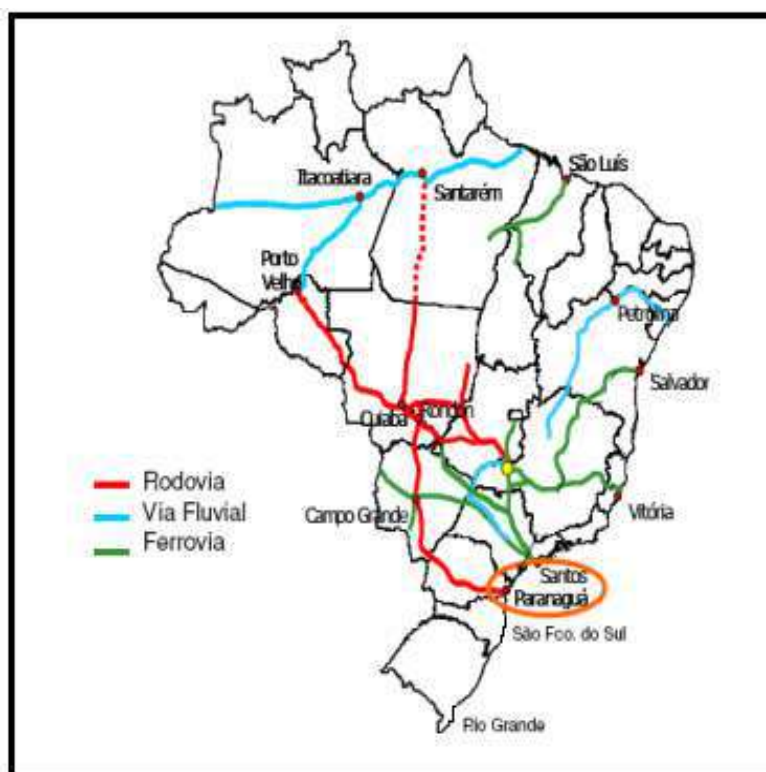 São Luís
Itacoatiara
Santarém
Porto
Velho
Petrolina
Salvador
Rondon.
Cuiabá
Rodovia
Via Fluvial
Ferrovia
Campo Grande
Vitória
Santos
Paranaguá
São Fco. do Sul
Rio Grande